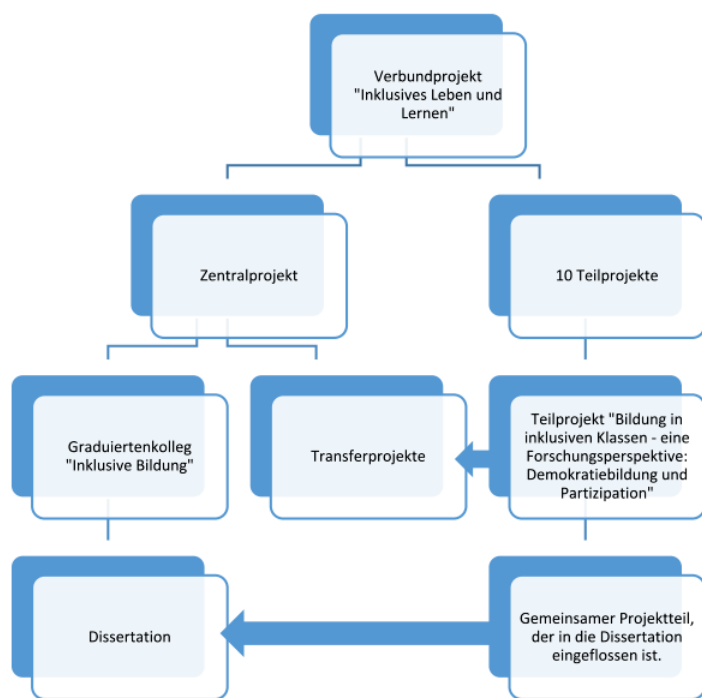 Verbundprojekt
"Inklusives Leben und
Lernen"
Zentralprojekt
10 Teilprojekte
Graduiertenkolleg
"Inklusive Bildung"
Transferprojekte
Teilprojekt "Bildung in
inklusiven Klassen - eine
Forschungsperspektive:
Demokratiebildung und
Partizipation"
Dissertation
Gemeinsamer Projektteil,
der in die Dissertation
eingeflossen ist.